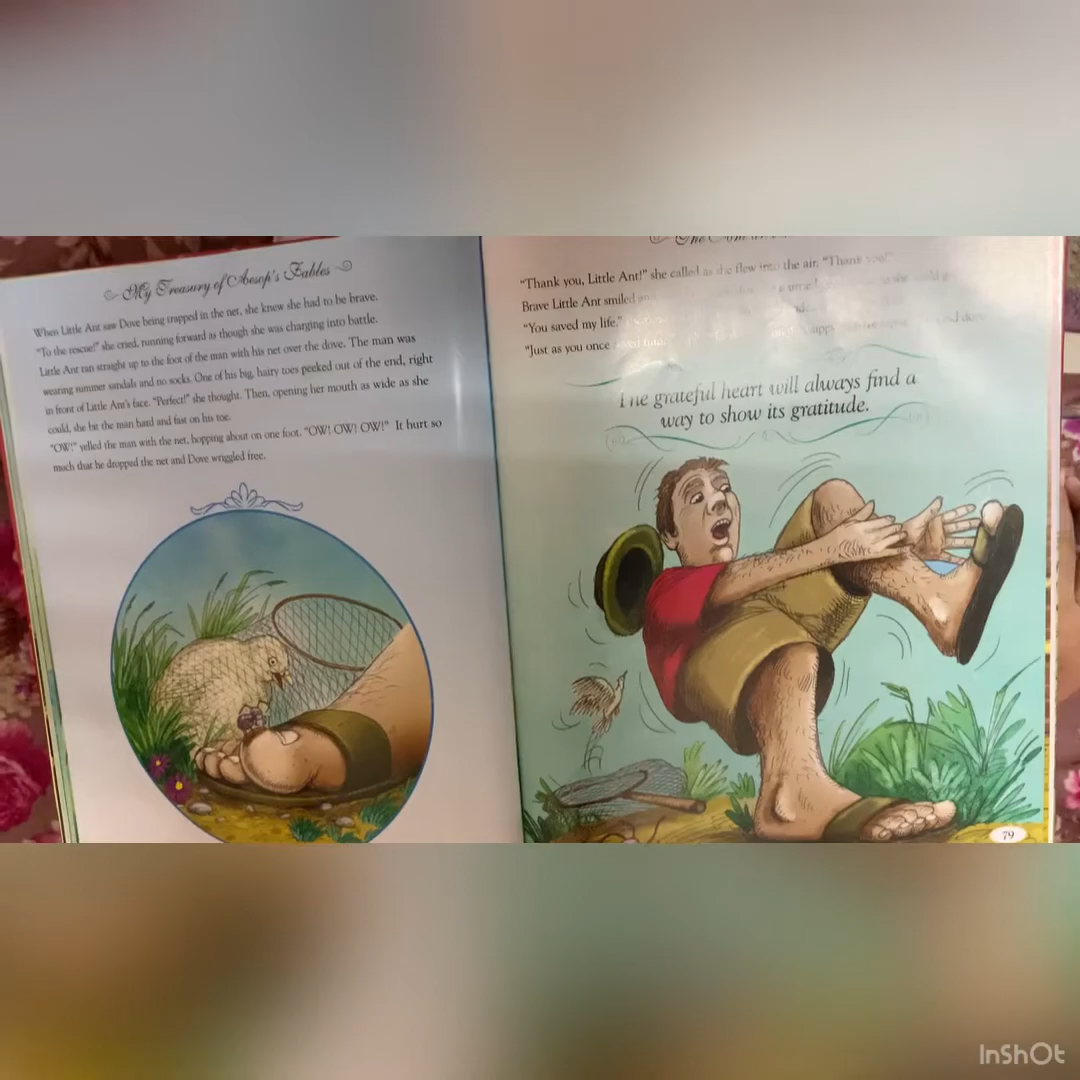 My Treasury of Aesop's Fables
When Little Ant saw Dove being trapped in the net, she knew she had to be brave.
"To the rescue!" she cried, running forward as though she was charging into battle.
Little Ant ran straight up to the foot of the man with his net over the dove. The man was
wearing summer sandals and no socks. One of his big, hairy toes peeked out of the end, right
in front of Little Ant's face. "Perfect!" she thought. Then, opening her mouth as wide as she
could, she bit the man hard and fast on his toe.
"OW!" yelled the man with the net, hopping about on one foot. "OW! OW! OW!" It hurt so
much that he dropped the net and Dove wriggled free.
The
"Thank you, Little Ant!" she called as she flew into the air. "Thank you!"
Brave Little Ant smiled
"You saved my life."
"Just as you once
The grateful heart will always find a
way to show its gratitude.
79
InShOt